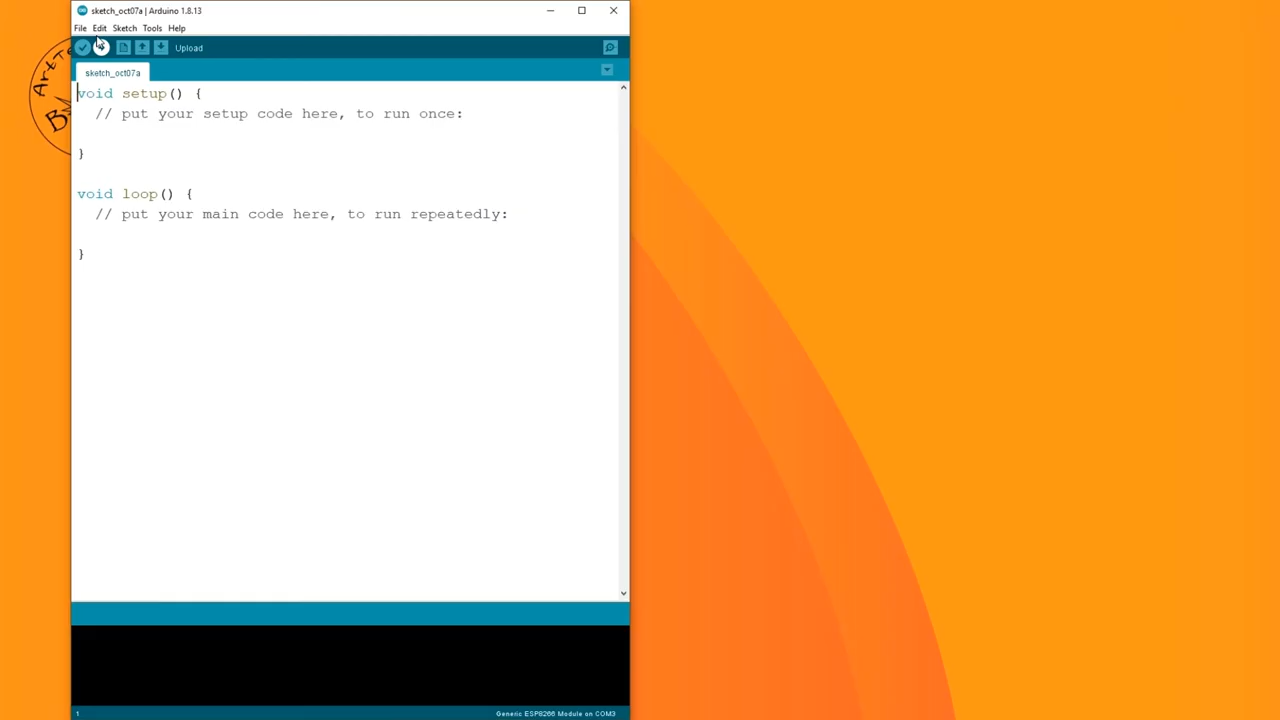 sketch_oct07a | Arduino 1.8.13
File Edit Sketch Tools Help
Upload
sketch_oct07a
void setup() {
  // put your setup code here, to run once:
}
void loop() {
  // put your main code here, to run repeatedly:
}
1 Generic ESP8266 Module on COM3